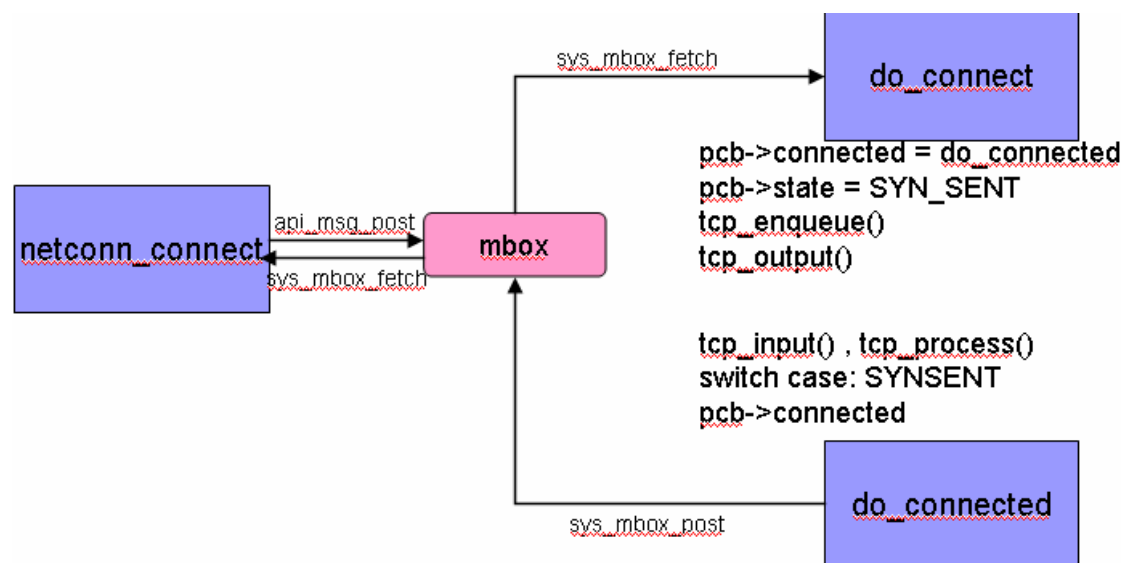 sys_mbox_fetch
do_connect
pcb->connected = do_connected
pcb->state = SYN_SENT
tcp_enqueue()
tcp_output()
netconn_connect
api_msg_post
mbox
sys_mbox_fetch
tcp_input() , tcp_process()
switch case: SYNSENT
pcb->connected
do_connected
sys_mbox_post